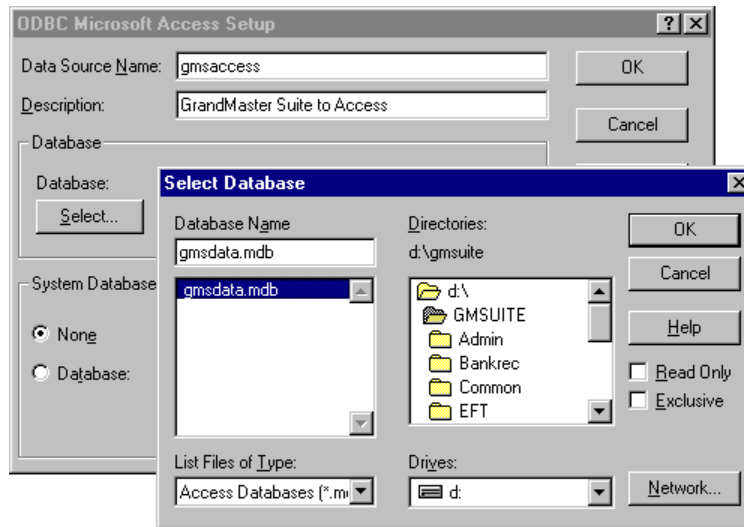 ODBC Microsoft Access Setup
Data Source Name: gmsaccess
OK
Description: GrandMaster Suite to Access
Cancel
Database
Database:
Select...
System Database
None
Database:
Select Database
Database Name
gmsdata.mdb
gmsdata.mdb
Directories:
d:\gmsuite
d:\
GMSUITE
Admin
Bankrec
Common
EFT
OK
Cancel
Help
Read Only
Exclusive
List Files of Type:
Access Databases (*.m
Drives:
d:
Network...